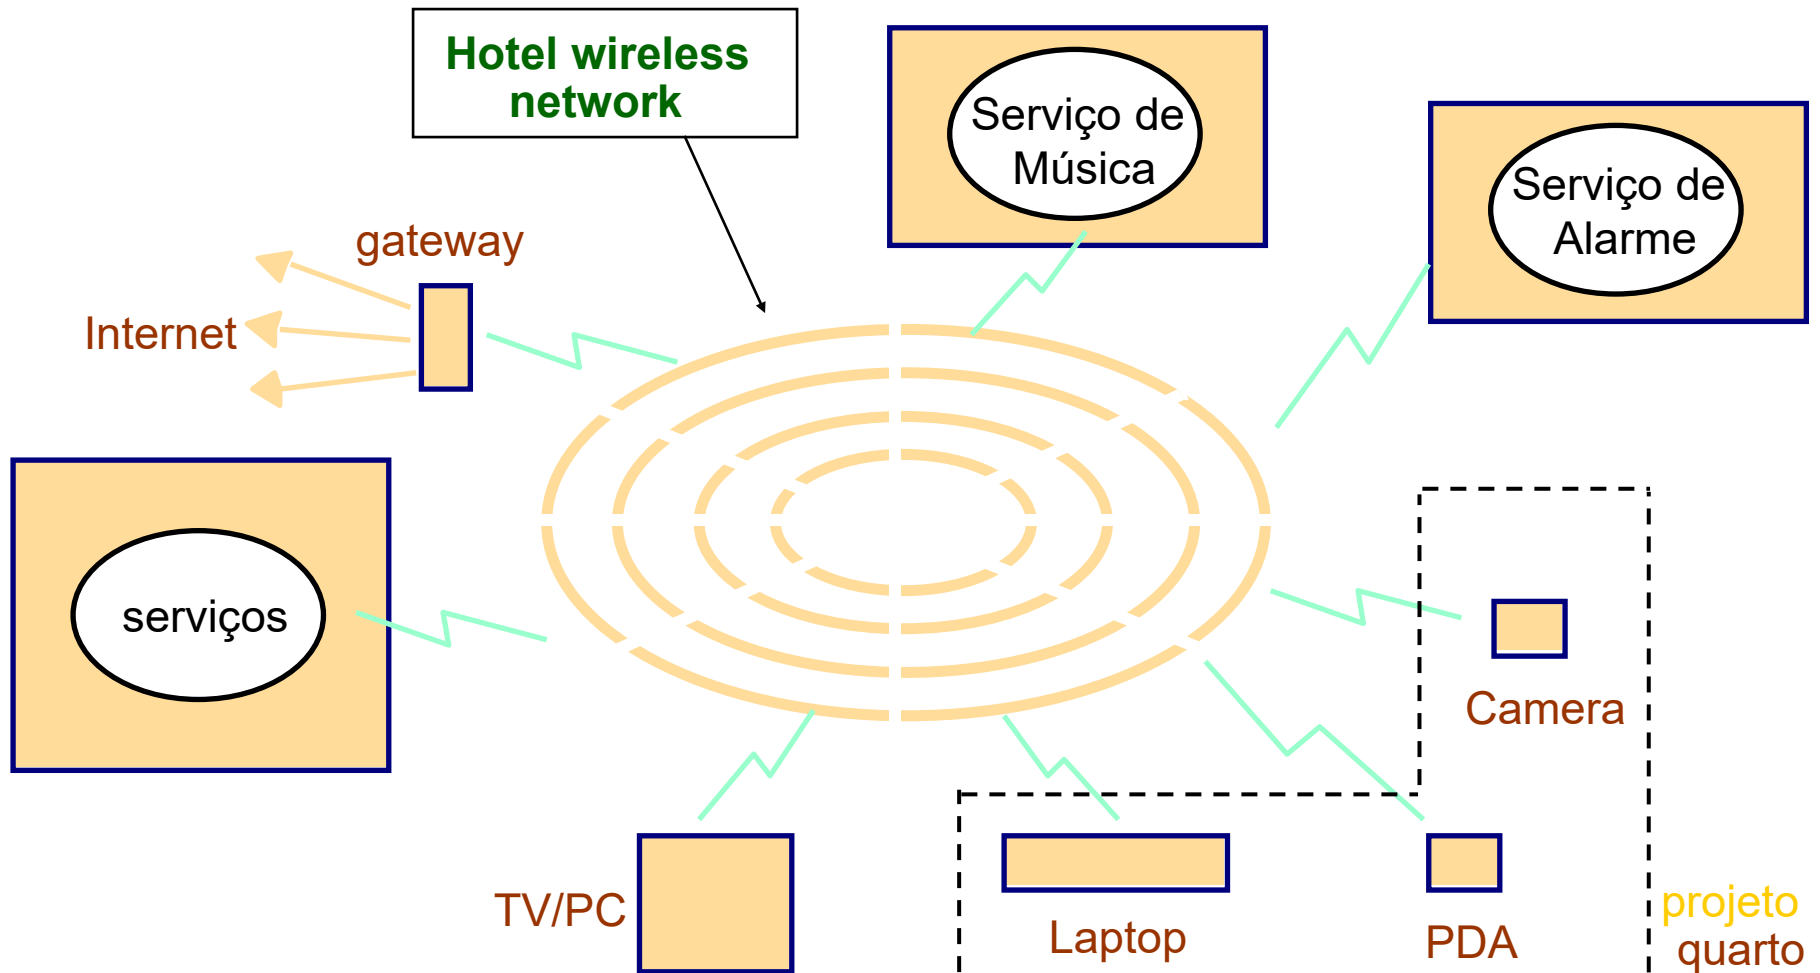 Hotel wireless
network
Serviço de
Música
Serviço de
Alarme
gateway
Internet
serviços
Camera
TV/PC
Laptop
PDA
projeto
quarto